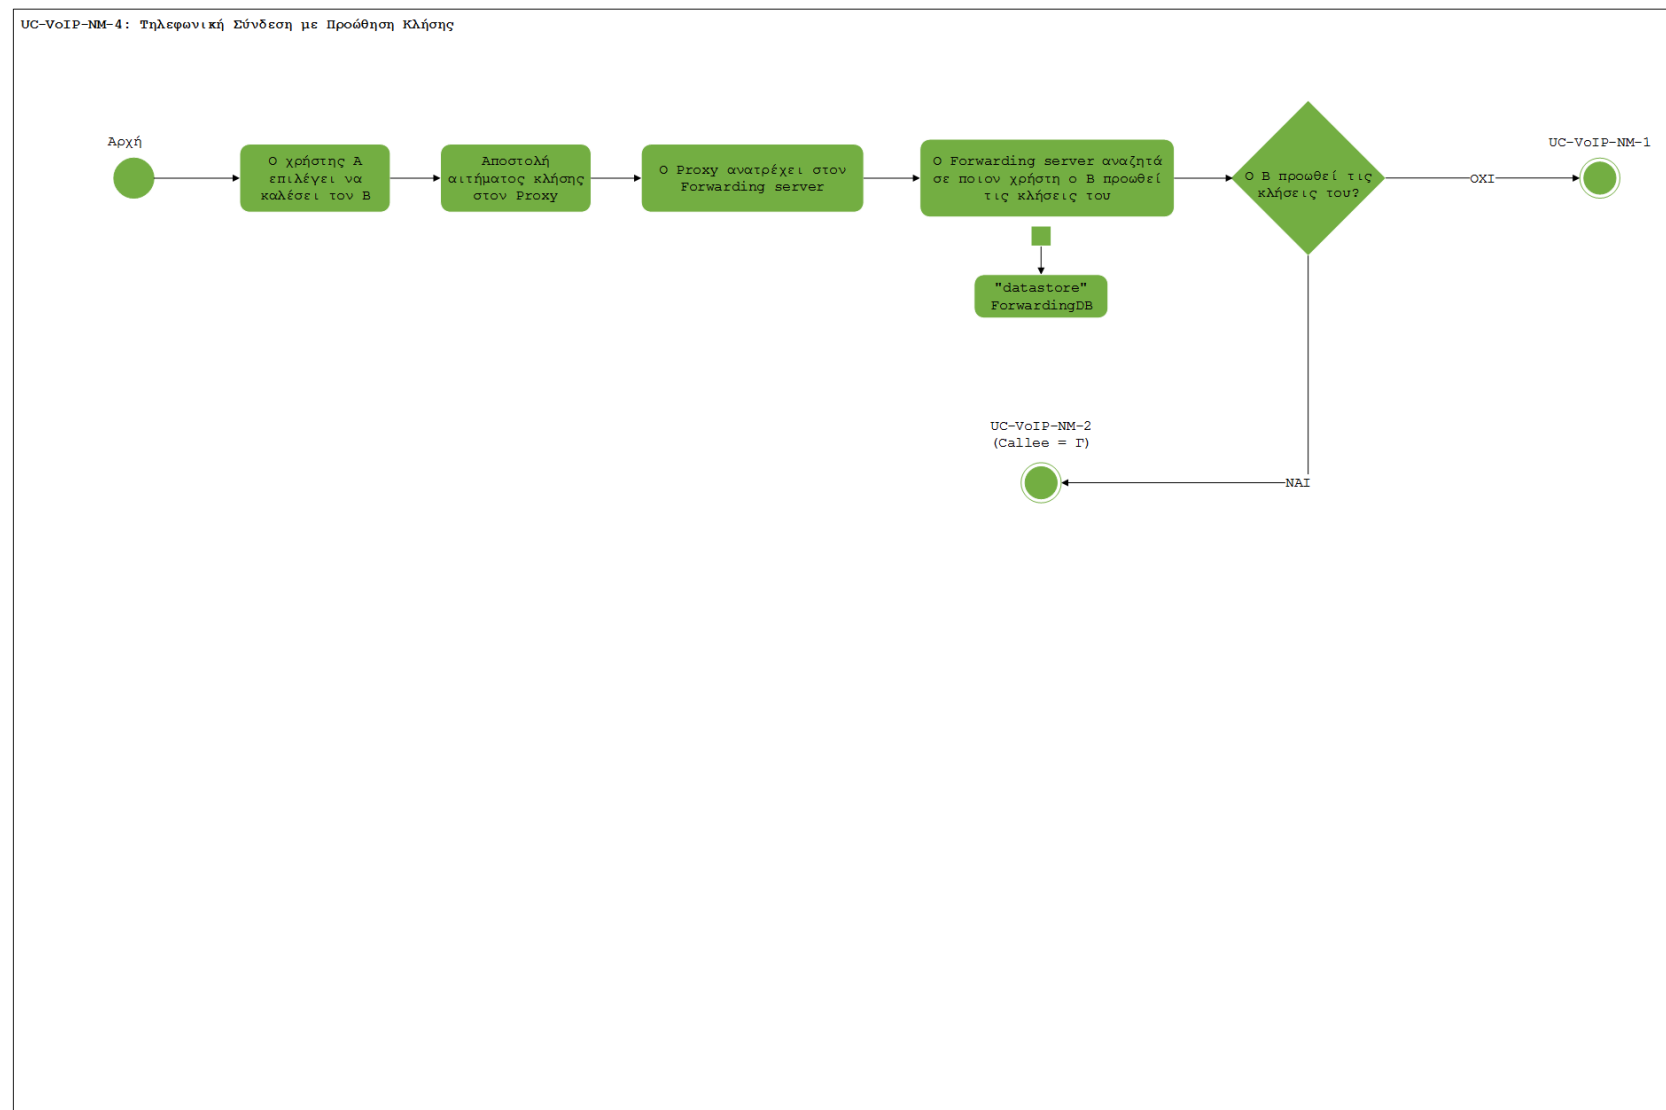 UC-VoIP-NM-4: Τηλεφωνική Σύνδεση με Προώθηση Κλήσης
Αρχή
Ο χρήστης Α
επιλέγει να
καλέσει τον Β
Αποστολή
αιτήματος κλήσης
στον Proxy
Ο Proxy ανατρέχει στον
Forwarding server
Ο Forwarding server αναζητά
σε ποιον χρήστη ο Β προωθεί
τις κλήσεις του
"datastore"
ForwardingDB
Ο Β προωθεί τις
κλήσεις του?
ΟΧΙ
UC-VoIP-NM-1
UC-VoIP-NM-2
(Callee = Γ)
ΝΑΙ